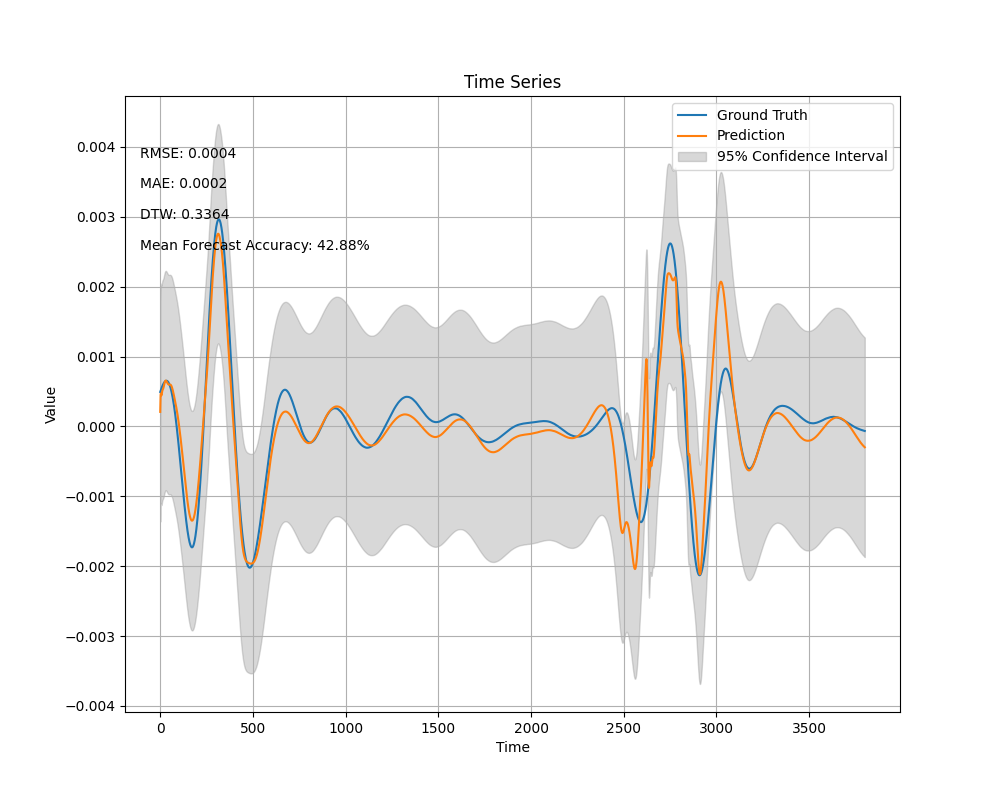 Time Series
Ground Truth
Prediction
95% Confidence Interval
RMSE: 0.0004
MAE: 0.0002
DTW: 0.3364
Mean Forecast Accuracy: 42.88%
0.004
0.003
0.002
0.001
0.000
−0.001
−0.002
−0.003
−0.004
Value
0 500 1000 1500 2000 2500 3000 3500
Time